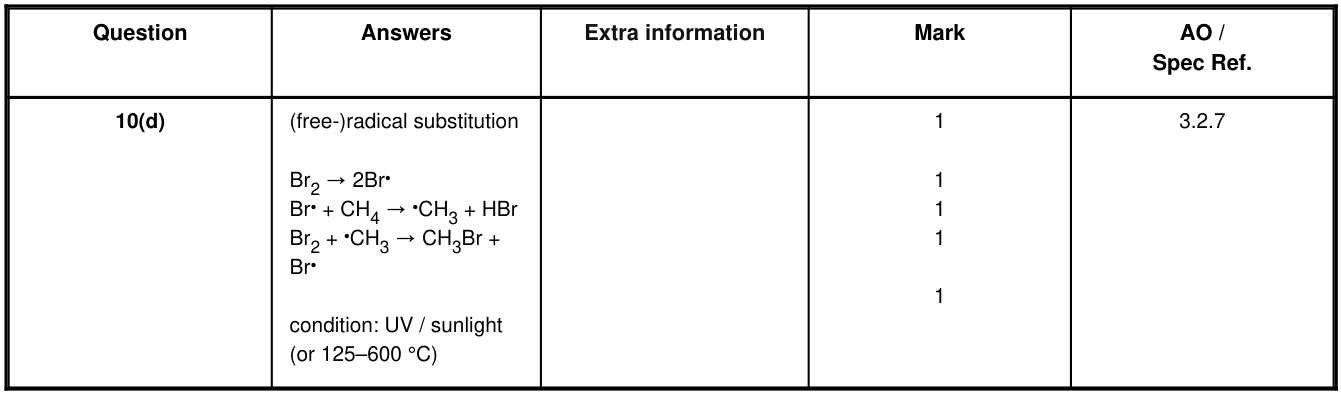 Question Answers Extra information Mark AO /
Spec Ref.
10(d) (free-)radical substitution 1 3.2.7
Br₂ → 2Br• 1
Br• + CH₄ → •CH₃ + HBr 1
Br₂ + •CH₃ → CH₃Br + 1
Br•
1
condition: UV / sunlight
(or 125–600 °C)